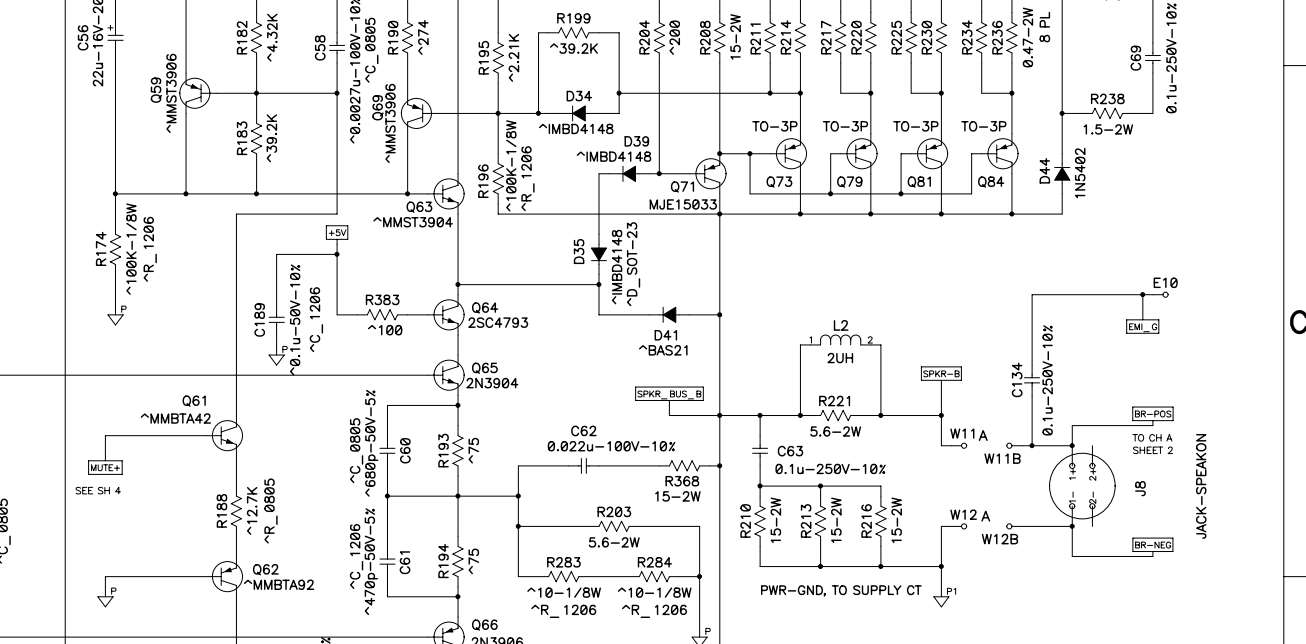 C56
22u-16V-20
Q59
^MMST3906
R182
^4.32K
C58
^0.0027u-100V-10%
^C_0805
R190
^274
Q69
^MMST3906
R195
^2.21K
R199
^39.2K
R204
^200
R208
15-2W
R211
R214
R217
R220
R225
R230
R234
R236
0.47-2W
8 PL
C69
0.1u-250V-10%
R183
^39.2K
D34
^IMBD4148
D39
^IMBD4148
R196
^100K-1/8W
^R_1206
TO-3P
TO-3P
TO-3P
TO-3P
R238
1.5-2W
Q71
MJE15033
Q73
Q79
Q81
Q84
D44
1N5402
Q63
^MMST3904
R174
^100K-1/8W
^R_1206
P
+5V
C189
^0.1u-50V-10%
^C_1206
P
R383
^100
Q64
2SC4793
D35
^IMBD4148
^D_SOT-23
D41
^BAS21
Q65
2N3904
L2
1 2
2UH
E10
EMI_G
C134
0.1u-250V-10%
SPKR_BUS_B
SPKR-B
R221
5.6-2W
BR-POS
TO CH A
SHEET 2
Q61
^MMBTA42
MUTE+
SEE SH 4
^C_0805
^680p-50V-5%
C60
R193
^75
C62
0.022u-100V-10%
R368
15-2W
C63
0.1u-250V-10%
W11A
W11B
1+
2+
1-
2-
J8
JACK-SPEAKON
^C_0805
R188
^12.7K
^R_0805
^C_1206
^470p-50V-5%
C61
R194
^75
R203
5.6-2W
R283
^10-1/8W
^R_1206
R284
^10-1/8W
^R_1206
R210
15-2W
R213
15-2W
R216
15-2W
W12A
W12B
BR-NEG
Q62
^MMBTA92
P
PWR-GND, TO SUPPLY CT
P1
Q66
2N3906
P
%
C